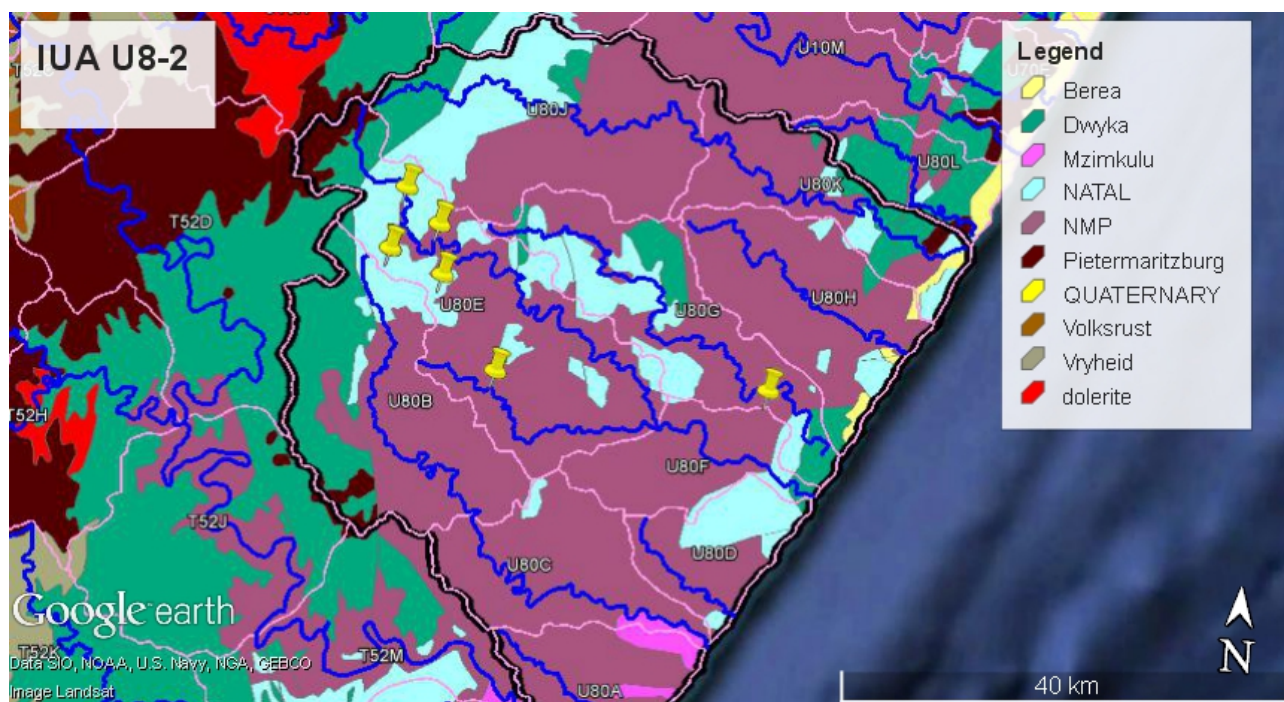 IUA U8-2
Legend
Berea
Dwyka
Mzimkulu
NATAL
NMP
Pietermaritzburg
QUATERNARY
Volksrust
Vryheid
dolerite
U10M
U80J
U80L
U80K
T52D
U80E
U80G
U80H
U80B
T52H
U80F
T52J
U80C
U80D
Google earth
T52K
T52M
Data SIO, NOAA, U.S. Navy, NGA, GEBCO
Image Landsat
U80A
N
40 km